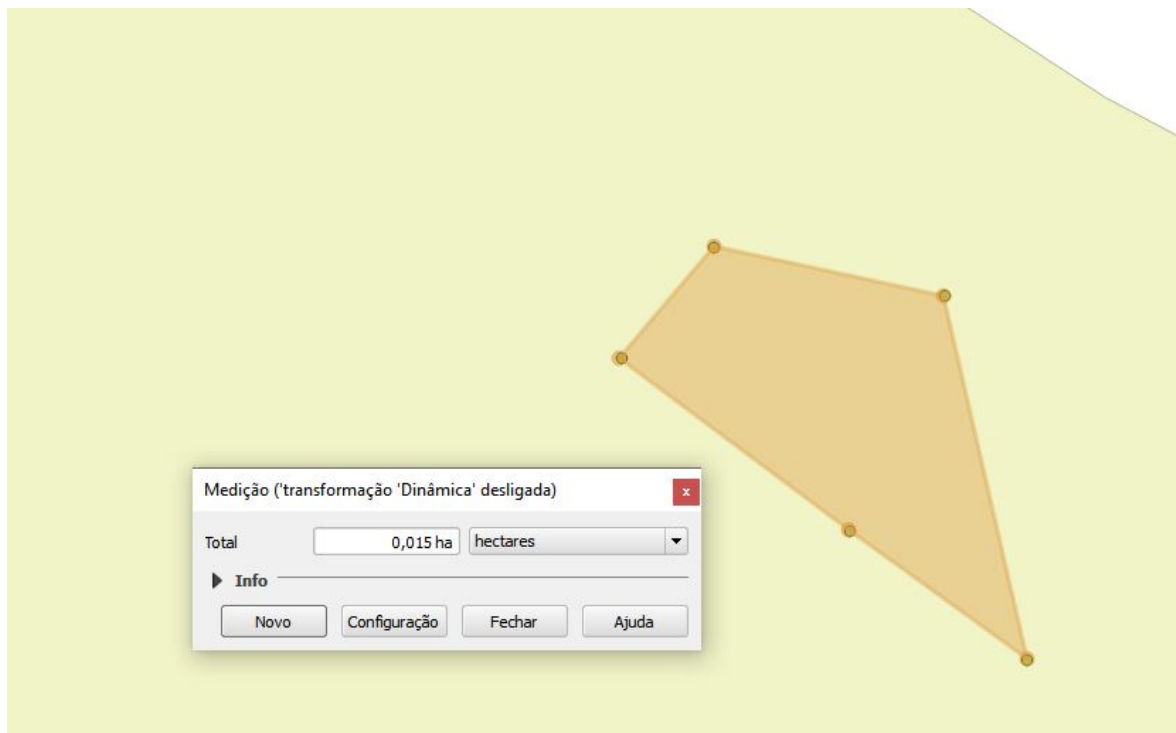 Medição ('transformação 'Dinâmica' desligada)
x
Total 0,015 ha hectares
Info
Novo Configuração Fechar Ajuda